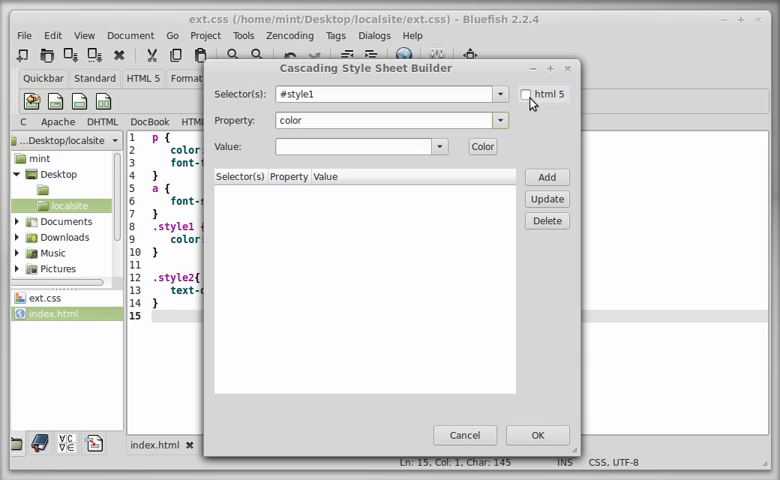 ext.css (/home/mint/Desktop/localsite/ext.css) - Bluefish 2.2.4
File Edit View Document Go Project Tools Zencoding Tags Dialogs Help
Cascading Style Sheet Builder
Quickbar Standard HTML 5 Format
Selector(s): #style1 html 5
C Apache DHTML DocBook HTM
Property: color
...Desktop/localsite
Value: Color
mint
Desktop
localsite
Documents
Downloads
Music
Pictures
ext.css
index.html
1 p {
2 color:
3 font-f
4 }
5 a {
6 font-s
7 }
8 .style1 {
9 color:
10 }
11
12 .style2{
13 text-d
14 }
15
Selector(s) Property Value
Add
Update
Delete
Cancel OK
index.html
Ln: 15, Col: 1, Char: 145 INS CSS, UTF-8